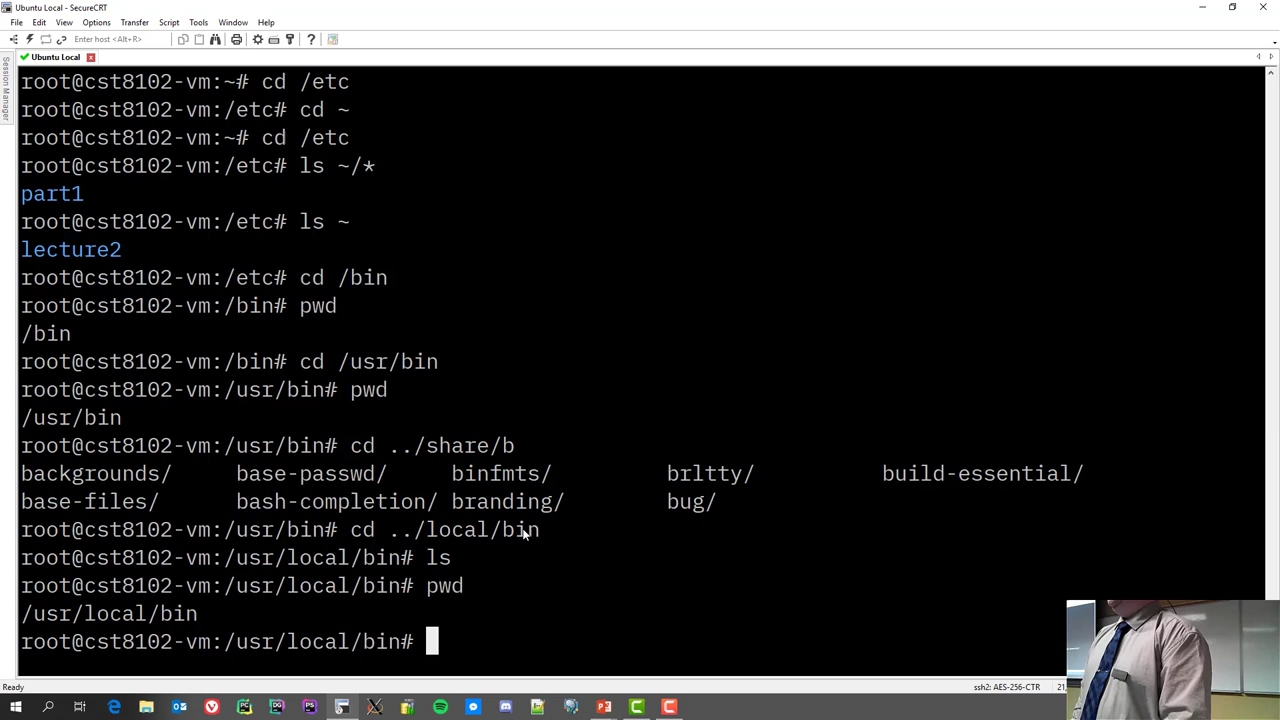 Ubuntu Local - SecureCRT
File Edit View Options Transfer Script Tools Window Help
Enter host <Alt+R>
Ubuntu Local
Session Manager
root@cst8102-vm:~# cd /etc
root@cst8102-vm:/etc# cd ~
root@cst8102-vm:~# cd /etc
root@cst8102-vm:/etc# ls ~/*
part1
root@cst8102-vm:/etc# ls ~
lecture2
root@cst8102-vm:/etc# cd /bin
root@cst8102-vm:/bin# pwd
/bin
root@cst8102-vm:/bin# cd /usr/bin
root@cst8102-vm:/usr/bin# pwd
/usr/bin
root@cst8102-vm:/usr/bin# cd ../share/b
backgrounds/ base-passwd/ binfmts/ brltty/ build-essential/
base-files/ bash-completion/ branding/ bug/
root@cst8102-vm:/usr/bin# cd ../local/bin
root@cst8102-vm:/usr/local/bin# ls
root@cst8102-vm:/usr/local/bin# pwd
/usr/local/bin
root@cst8102-vm:/usr/local/bin#
Ready ssh2: AES-256-CTR 21,